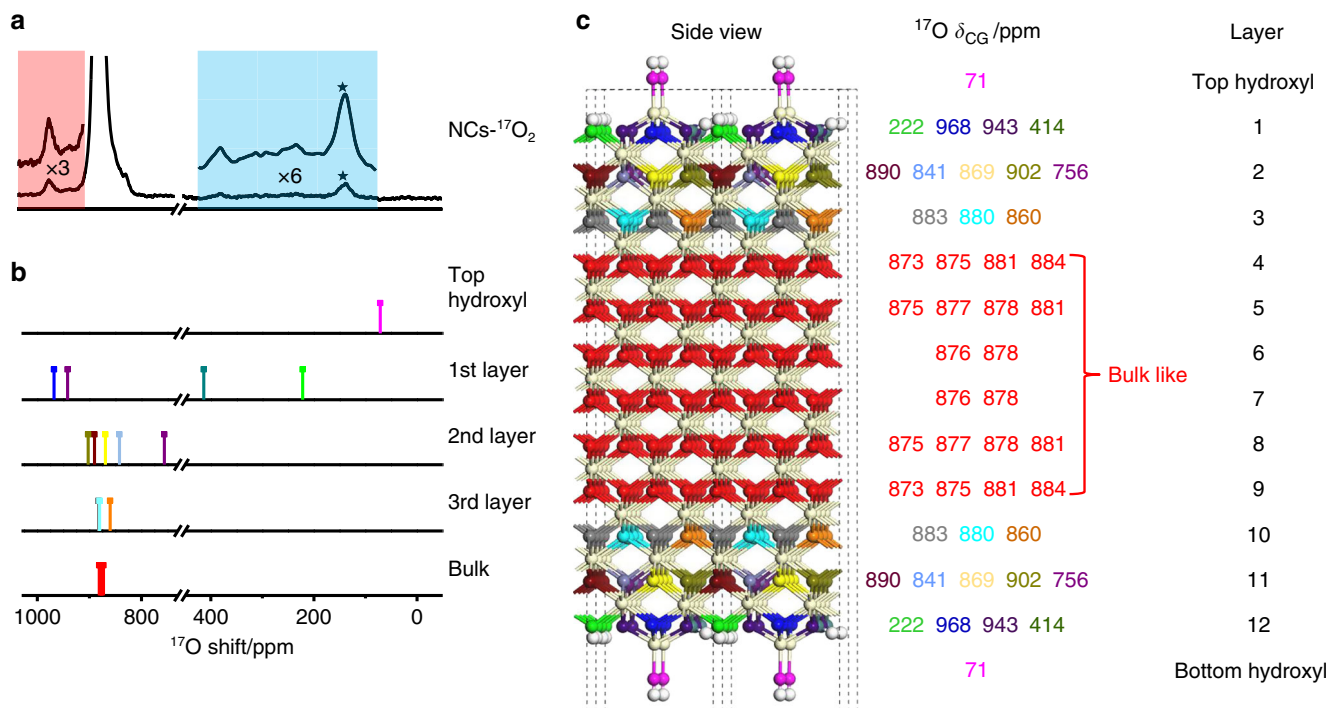 a
×3
×6
★
★
NCs-¹⁷O₂
b
Top
hydroxyl
1st layer
2nd layer
3rd layer
Bulk
1000 800 400 200 0
¹⁷O shift/ppm
c
Side view ¹⁷O δCG /ppm Layer
71 Top hydroxyl
222 968 943 414 1
890 841 869 902 756 2
883 880 860 3
873 875 881 884 4
875 877 878 881 5
876 878 6
Bulk like
876 878 7
875 877 878 881 8
873 875 881 884 9
883 880 860 10
890 841 869 902 756 11
222 968 943 414 12
71 Bottom hydroxyl